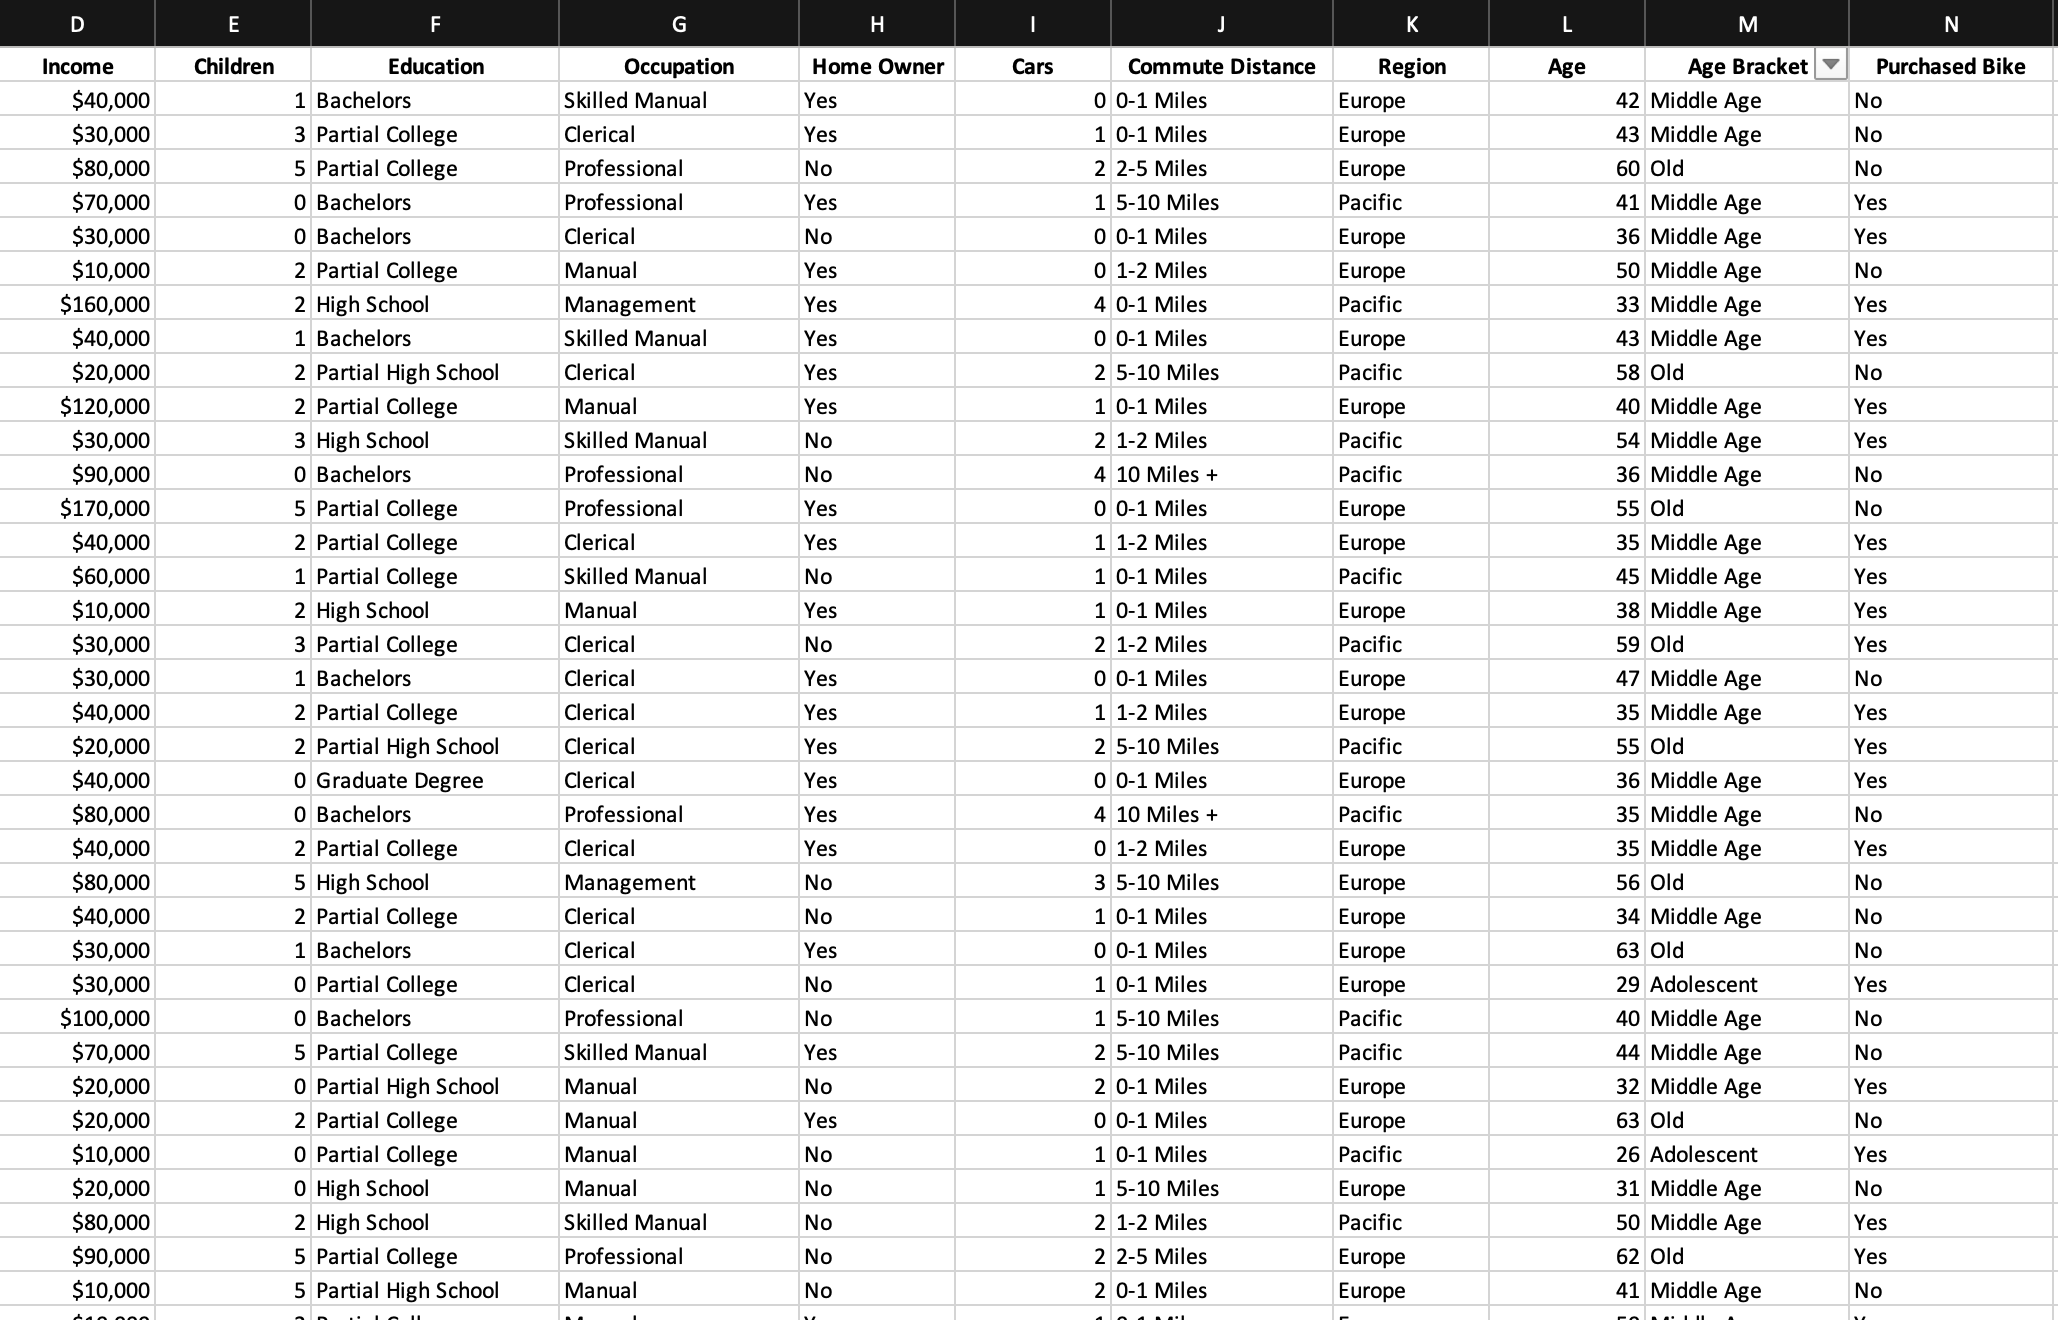 D E F G H I J K L M N
Income Children Education Occupation Home Owner Cars Commute Distance Region Age Age Bracket Purchased Bike
$40,000 1 Bachelors Skilled Manual Yes 0 0-1 Miles Europe 42 Middle Age No
$30,000 3 Partial College Clerical Yes 1 0-1 Miles Europe 43 Middle Age No
$80,000 5 Partial College Professional No 2 2-5 Miles Europe 60 Old No
$70,000 0 Bachelors Professional Yes 1 5-10 Miles Pacific 41 Middle Age Yes
$30,000 0 Bachelors Clerical No 0 0-1 Miles Europe 36 Middle Age Yes
$10,000 2 Partial College Manual Yes 0 1-2 Miles Europe 50 Middle Age No
$160,000 2 High School Management Yes 4 0-1 Miles Pacific 33 Middle Age Yes
$40,000 1 Bachelors Skilled Manual Yes 0 0-1 Miles Europe 43 Middle Age Yes
$20,000 2 Partial High School Clerical Yes 2 5-10 Miles Pacific 58 Old No
$120,000 2 Partial College Manual Yes 1 0-1 Miles Europe 40 Middle Age Yes
$30,000 3 High School Skilled Manual No 2 1-2 Miles Pacific 54 Middle Age Yes
$90,000 0 Bachelors Professional No 4 10 Miles + Pacific 36 Middle Age No
$170,000 5 Partial College Professional Yes 0 0-1 Miles Europe 55 Old No
$40,000 2 Partial College Clerical Yes 1 1-2 Miles Europe 35 Middle Age Yes
$60,000 1 Partial College Skilled Manual No 1 0-1 Miles Pacific 45 Middle Age Yes
$10,000 2 High School Manual Yes 1 0-1 Miles Europe 38 Middle Age Yes
$30,000 3 Partial College Clerical No 2 1-2 Miles Pacific 59 Old Yes
$30,000 1 Bachelors Clerical Yes 0 0-1 Miles Europe 47 Middle Age No
$40,000 2 Partial College Clerical Yes 1 1-2 Miles Europe 35 Middle Age Yes
$20,000 2 Partial High School Clerical Yes 2 5-10 Miles Pacific 55 Old Yes
$40,000 0 Graduate Degree Clerical Yes 0 0-1 Miles Europe 36 Middle Age Yes
$80,000 0 Bachelors Professional Yes 4 10 Miles + Pacific 35 Middle Age No
$40,000 2 Partial College Clerical Yes 0 1-2 Miles Europe 35 Middle Age Yes
$80,000 5 High School Management No 3 5-10 Miles Europe 56 Old No
$40,000 2 Partial College Clerical No 1 0-1 Miles Europe 34 Middle Age No
$30,000 1 Bachelors Clerical Yes 0 0-1 Miles Europe 63 Old No
$30,000 0 Partial College Clerical No 1 0-1 Miles Europe 29 Adolescent Yes
$100,000 0 Bachelors Professional No 1 5-10 Miles Pacific 40 Middle Age No
$70,000 5 Partial College Skilled Manual Yes 2 5-10 Miles Pacific 44 Middle Age No
$20,000 0 Partial High School Manual No 2 0-1 Miles Europe 32 Middle Age Yes
$20,000 2 Partial College Manual Yes 0 0-1 Miles Europe 63 Old No
$10,000 0 Partial College Manual No 1 0-1 Miles Pacific 26 Adolescent Yes
$20,000 0 High School Manual No 1 5-10 Miles Europe 31 Middle Age No
$80,000 2 High School Skilled Manual No 2 1-2 Miles Pacific 50 Middle Age Yes
$90,000 5 Partial College Professional No 2 2-5 Miles Europe 62 Old Yes
$10,000 5 Partial High School Manual No 2 0-1 Miles Europe 41 Middle Age No